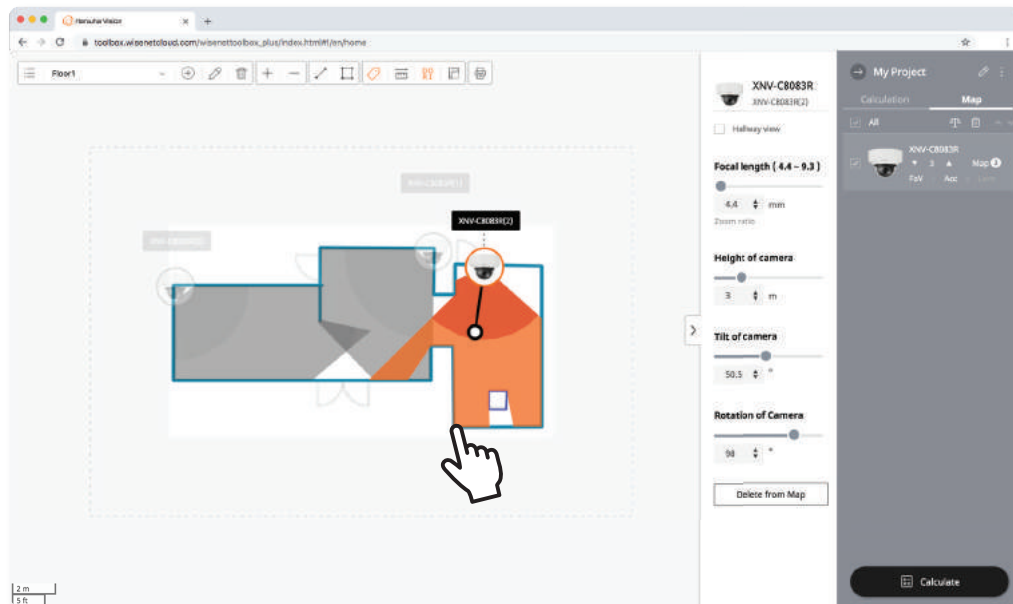 Hanwha Vision
toolbox.wisenetcloud.com/wisenettoolbox_plus/index.html#/en/home
Floor1
XNV-C8083R(1)
XNV-C8083R(2)
2 m
5 ft
XNV-C8083R
XNV-C8083R(2)
Hallway view
Focal length ( 4.4 ~ 9.3 )
4.4 mm
Zoom ratio
Height of camera
3 m
Tilt of camera
50.5 °
Rotation of Camera
98 °
Delete from Map
My Project
Calculation Map
All
XNV-C8083R
3 Map 3
FoV Acc
Calculate